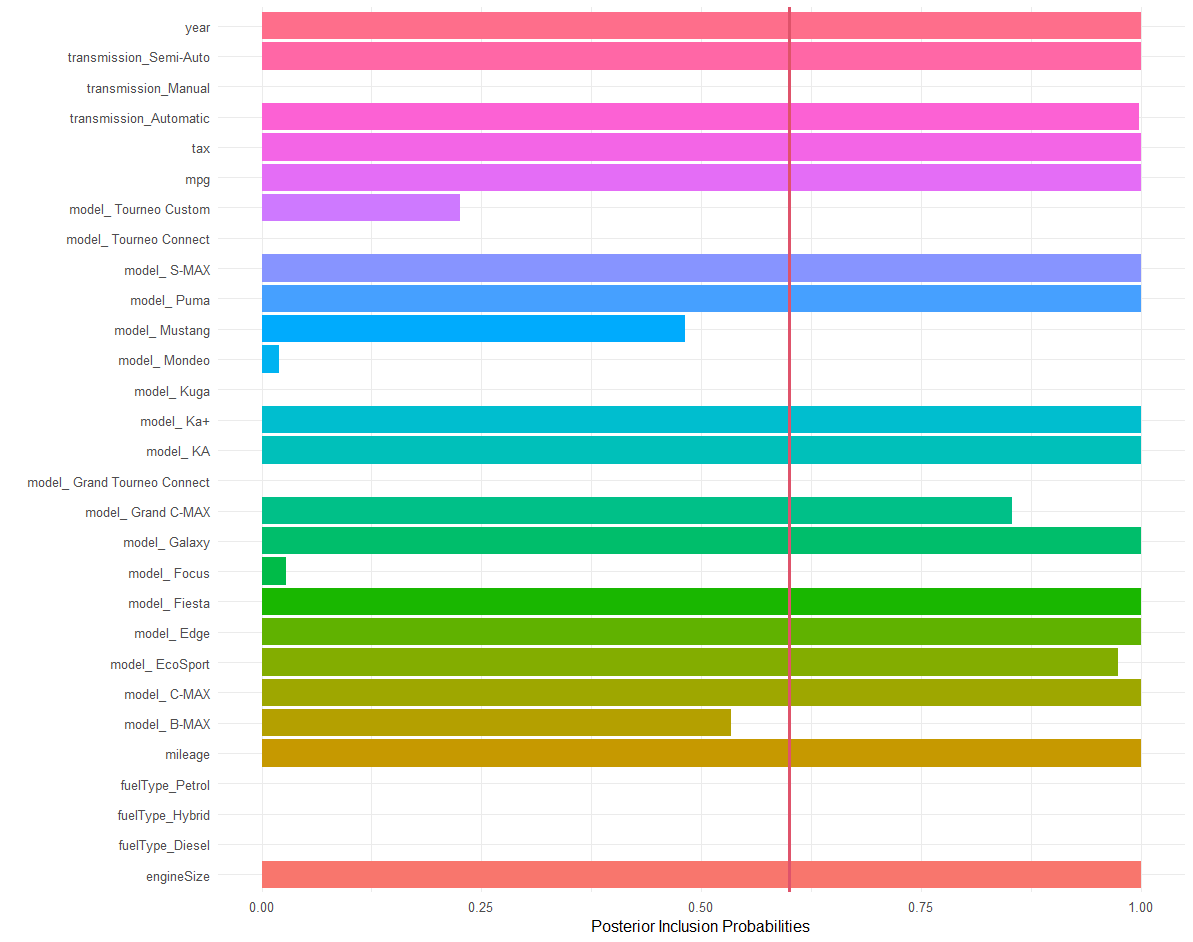 year
transmission_Semi-Auto
transmission_Manual
transmission_Automatic
tax
mpg
model_ Tourneo Custom
model_ Tourneo Connect
model_ S-MAX
model_ Puma
model_ Mustang
model_ Mondeo
model_ Kuga
model_ Ka+
model_ KA
model_ Grand Tourneo Connect
model_ Grand C-MAX
model_ Galaxy
model_ Focus
model_ Fiesta
model_ Edge
model_ EcoSport
model_ C-MAX
model_ B-MAX
mileage
fuelType_Petrol
fuelType_Hybrid
fuelType_Diesel
engineSize
0.00 0.25 0.50 0.75 1.00
Posterior Inclusion Probabilities